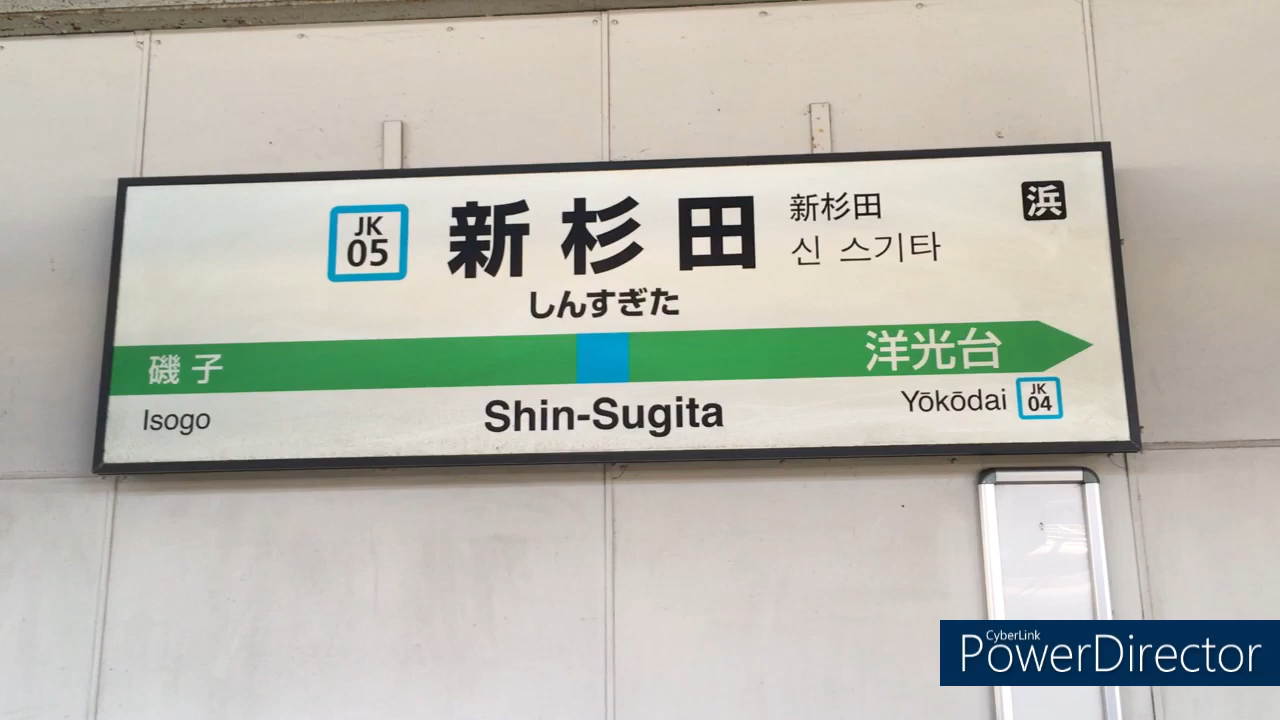 JK
05
新杉田
新杉田
신 스기타
浜
しんすぎた
磯子
洋光台
Isogo
Shin-Sugita
Yōkōdai
JK
04
CyberLink
PowerDirector